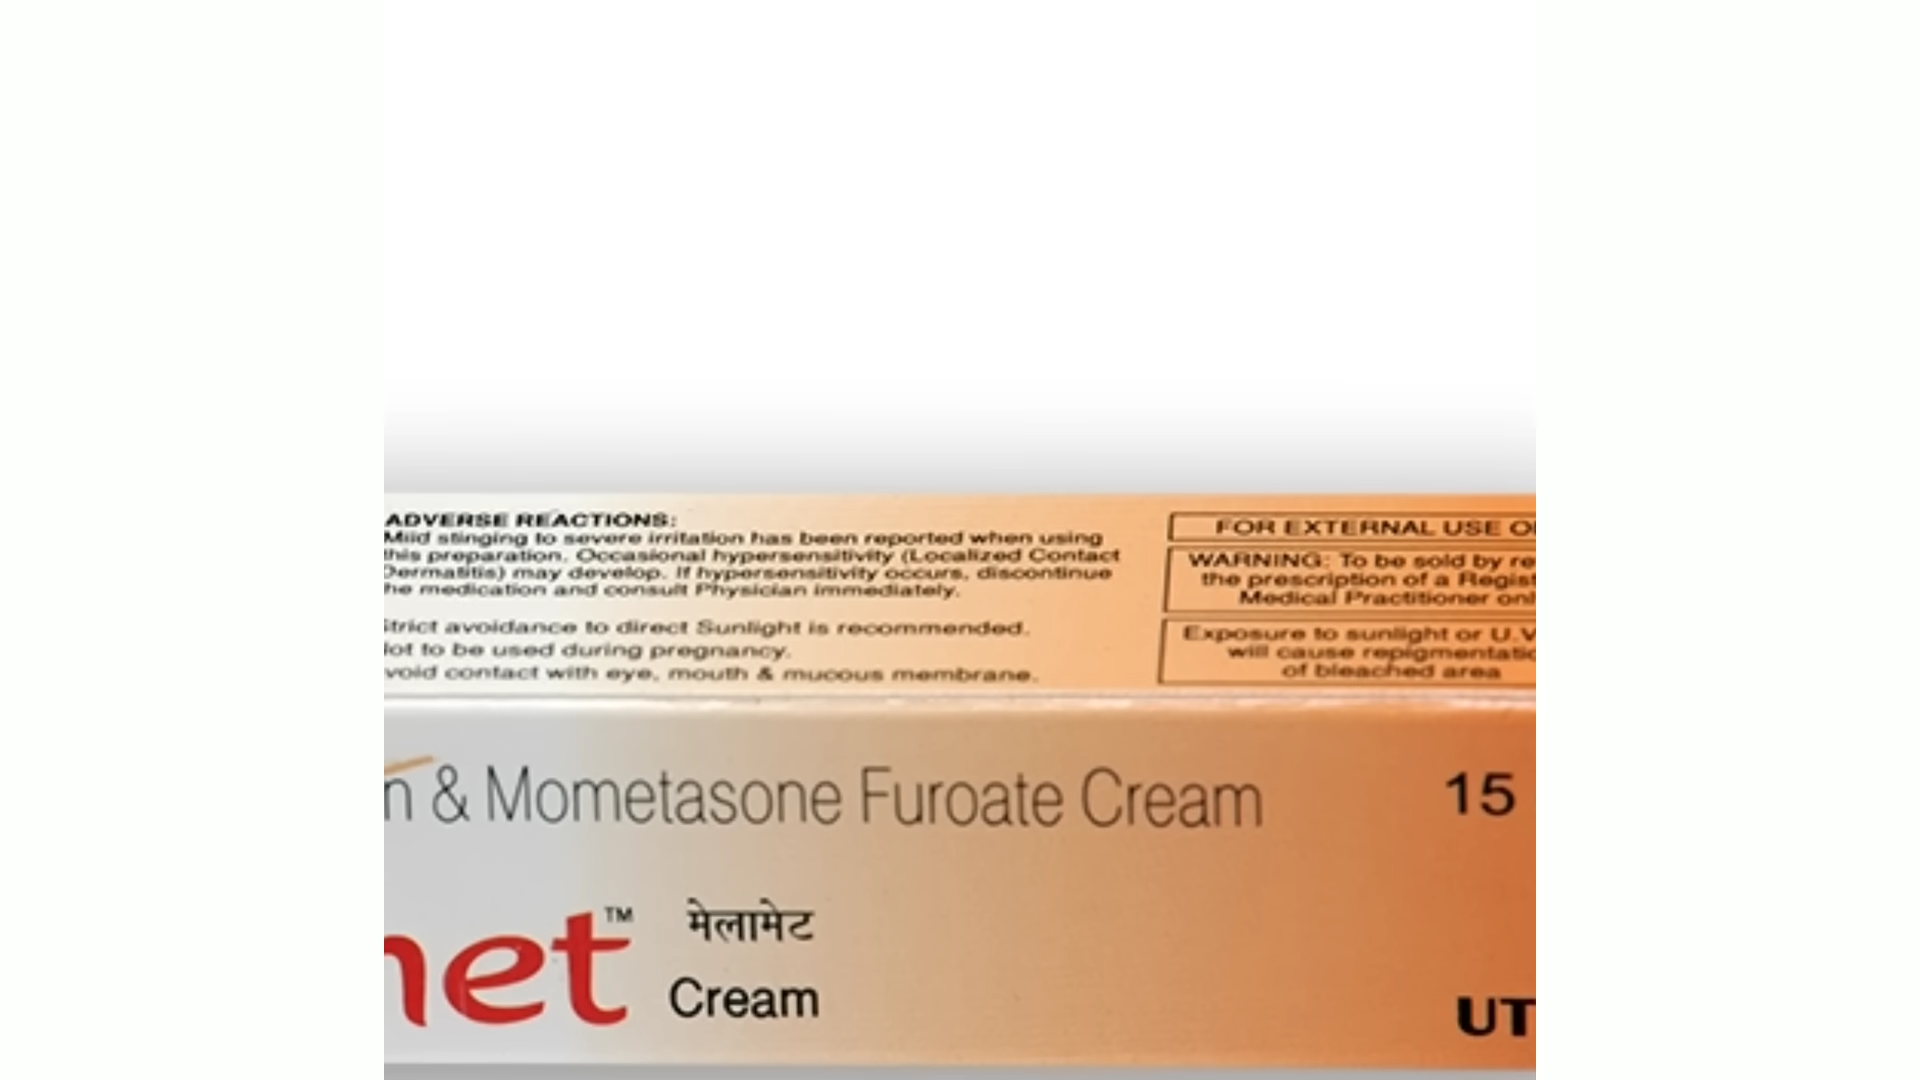 ADVERSE REACTIONS:
Mild stinging to severe irritation has been reported when using
this preparation. Occasional hypersensitivity (Localized Contact
Dermatitis) may develop. If hypersensitivity occurs, discontinue
he medication and consult Physician immediately.
Strict avoidance to direct Sunlight is recommended.
lot to be used during pregnancy.
void contact with eye, mouth & mucous membrane.
FOR EXTERNAL USE O
WARNING: To be sold by re
the prescription of a Regist
Medical Practitioner onl
Exposure to sunlight or U.V
will cause repigmentatio
of bleached area
n & Mometasone Furoate Cream
15
net™
मेलामेट
Cream
UT